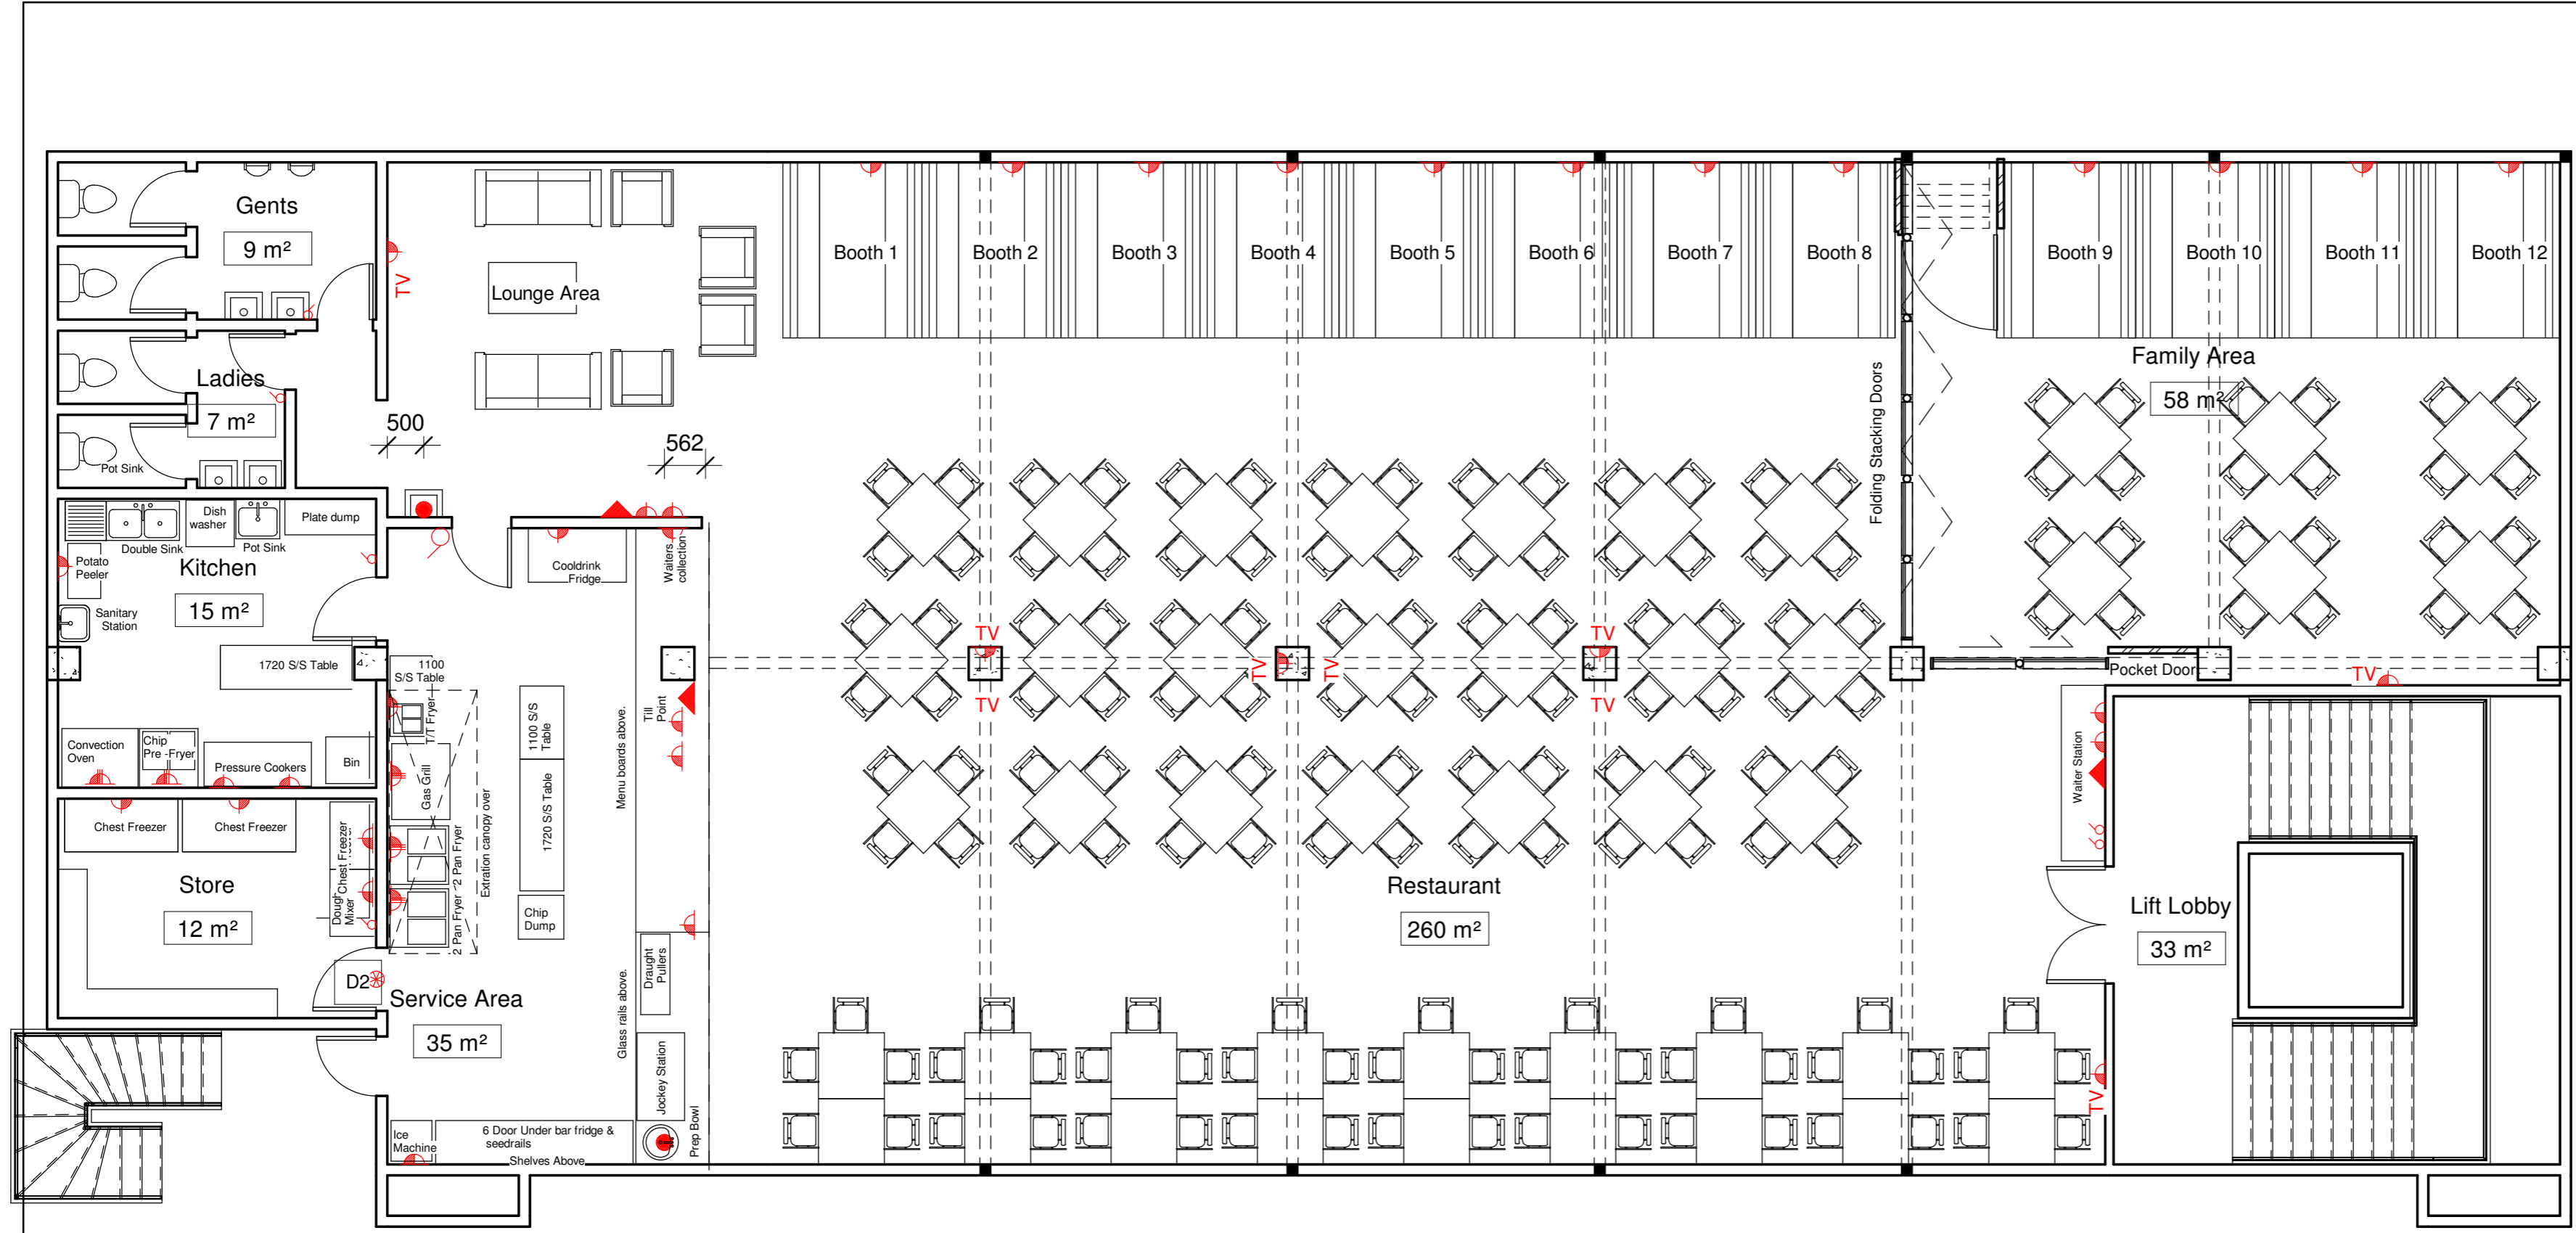 Gents
9 m²
TV
Lounge Area
Booth 1
Booth 2
Booth 3
Booth 4
Booth 5
Booth 6
Booth 7
Booth 8
Booth 9
Booth 10
Booth 11
Booth 12
Family Area
58 m²
Folding Stacking Doors
Ladies
7 m²
Pot Sink
500
562
Dish
washer
Plate dump
Double Sink
Pot Sink
Potato
Peeler
Kitchen
15 m²
Sanitary
Station
1720 S/S Table
Cooldrink
Fridge
Waiters
collection
1100
S/S Table
T/T Fryer
Gas Grill
2 Pan Fryer
2 Pan Fryer
Extration canopy over
1100 S/S
Table
1720 S/S Table
Chip
Dump
Menu boards above.
Till
Point
TV
TV
TV
TV
TV
TV
Pocket Door
TV
Convection
Oven
Chip
Pre -Fryer
Pressure Cookers
Bin
Chest Freezer
Chest Freezer
Chest Freezer
Dough
Mixer
Store
12 m²
D2
Service Area
35 m²
Glass rails above.
Draught
Pullers
Jockey Station
Prep Bowl
Ice
Machine
6 Door Under bar fridge &
seedrails
Shelves Above
Restaurant
260 m²
Waiter Station
Lift Lobby
33 m²
TV